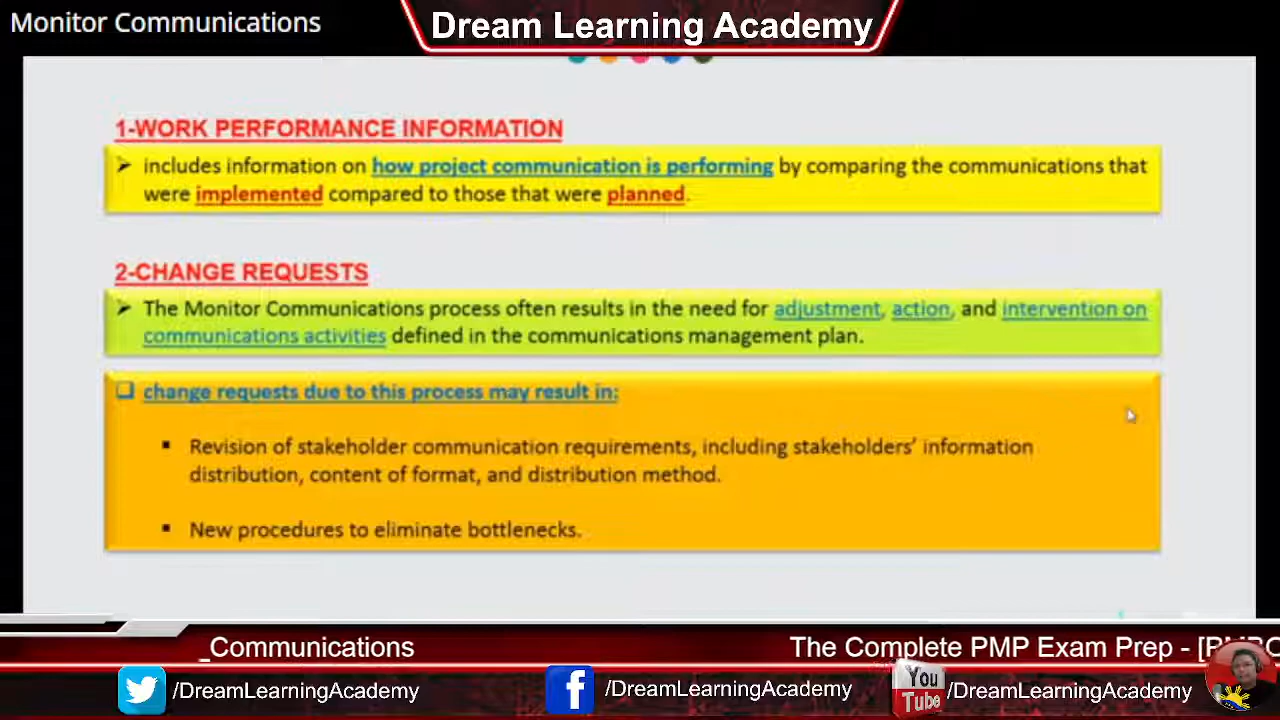 Monitor Communications
Dream Learning Academy
1-WORK PERFORMANCE INFORMATION
➤ includes information on how project communication is performing by comparing the communications that
were implemented compared to those that were planned.
2-CHANGE REQUESTS
➤ The Monitor Communications process often results in the need for adjustment, action, and intervention on
communications activities defined in the communications management plan.
❑ change requests due to this process may result in:
▪ Revision of stakeholder communication requirements, including stakeholders’ information
distribution, content of format, and distribution method.
▪ New procedures to eliminate bottlenecks.
_Communications
The Complete PMP Exam Prep - [PMBO
/DreamLearningAcademy
/DreamLearningAcademy
You
Tube
/DreamLearningAcademy